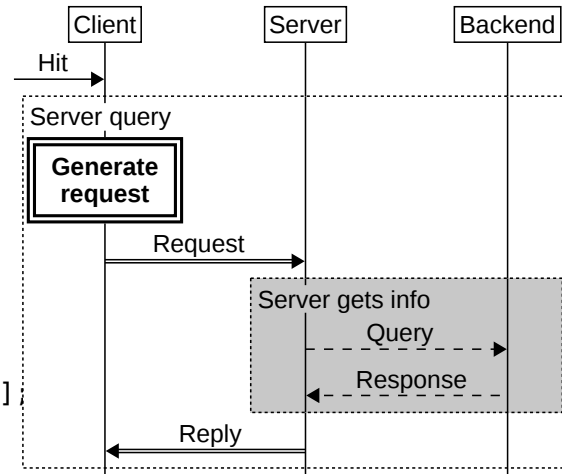 Client Server Backend
Hit
Server query
Generate
request
Request
Server gets info
Query
Response
] ;
Reply